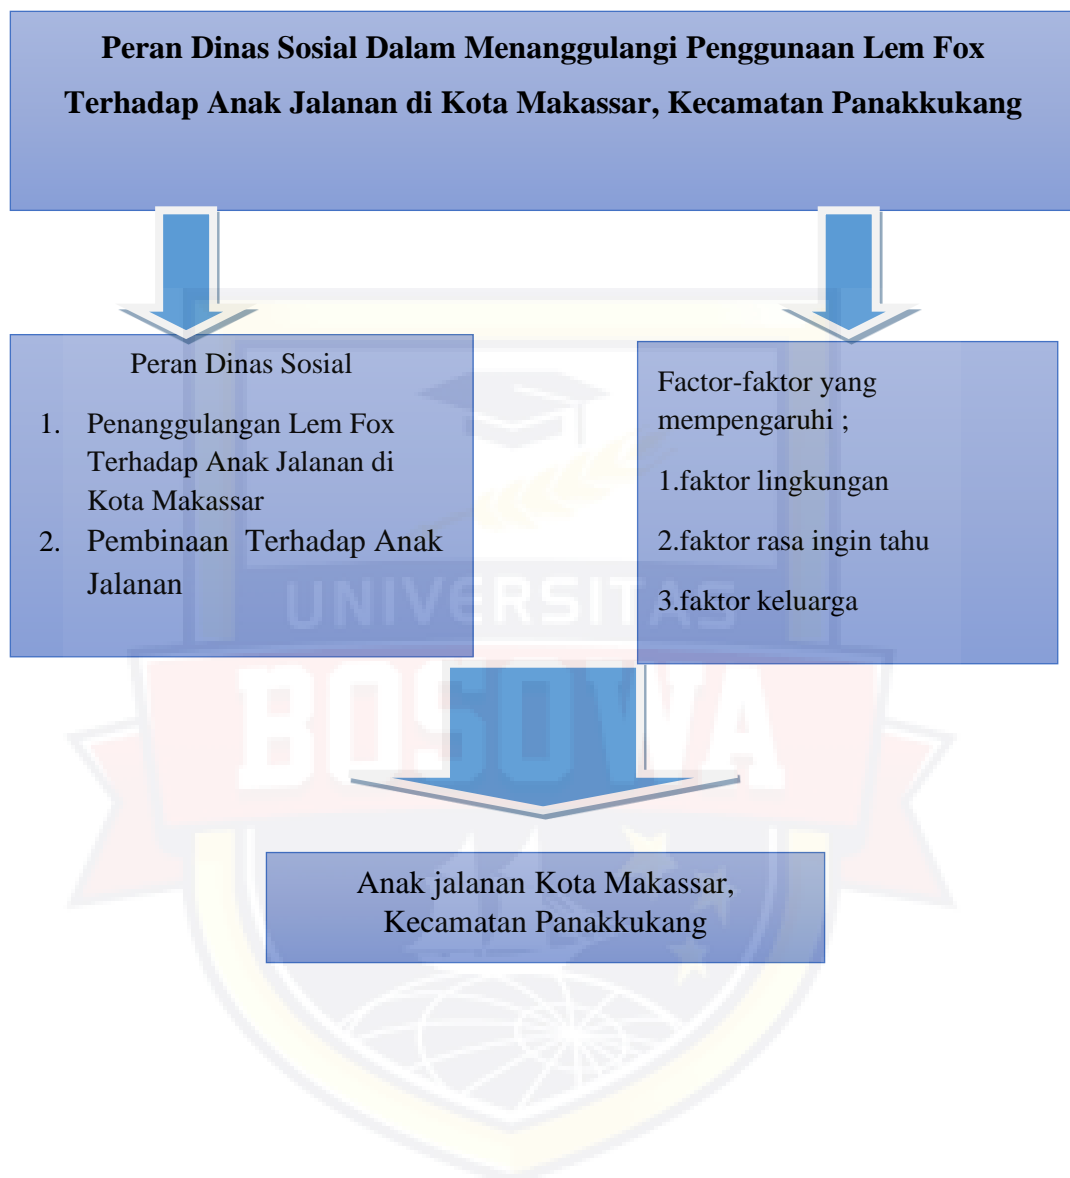 Peran Dinas Sosial Dalam Menanggulangi Penggunaan Lem Fox
Terhadap Anak Jalanan di Kota Makassar, Kecamatan Panakkukang
Peran Dinas Sosial
1. Penanggulangan Lem Fox
Terhadap Anak Jalanan di
Kota Makassar
2. Pembinaan Terhadap Anak
Jalanan
Factor-faktor yang
mempengaruhi ;
1.faktor lingkungan
2.faktor rasa ingin tahu
3.faktor keluarga
UNIVERSITAS
BOSOWA
Anak jalanan Kota Makassar,
Kecamatan Panakkukang